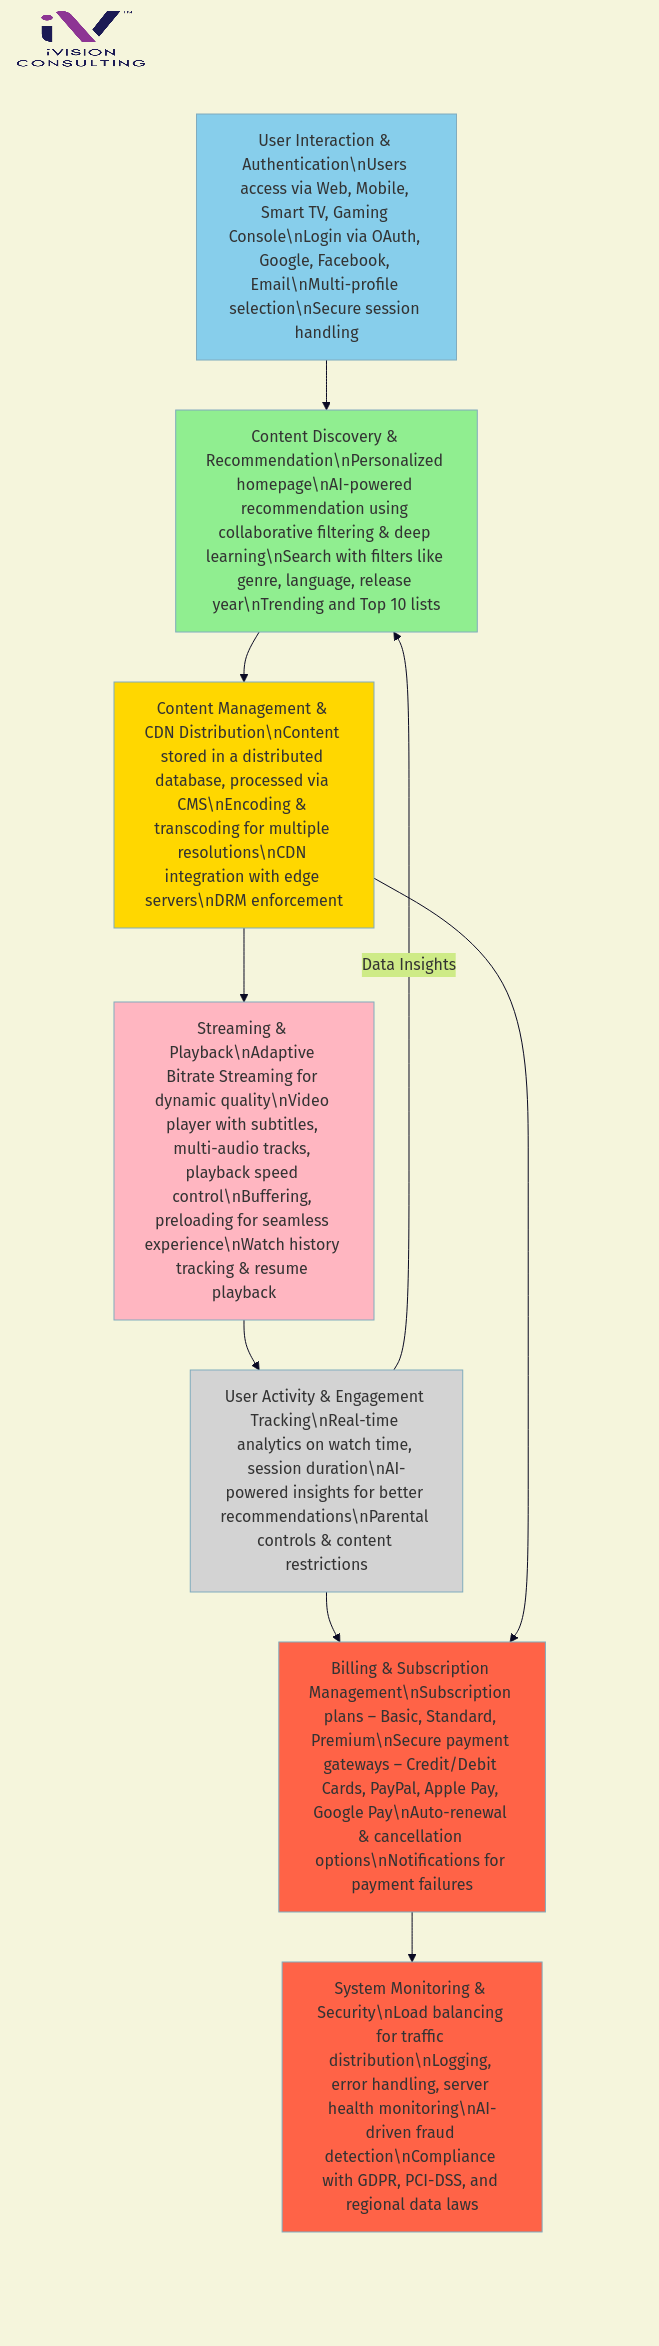 iV
TM
iVISION
CONSULTING
User Interaction &
Authentication\nUsers
access via Web, Mobile,
Smart TV, Gaming
Console\nLogin via OAuth,
Google, Facebook,
Email\nMulti-profile
selection\nSecure session
handling
Content Discovery &
Recommendation\nPersonalized
homepage\nAI-powered
recommendation using
collaborative filtering & deep
learning\nSearch with filters like
genre, language, release
year\nTrending and Top 10 lists
Content Management &
CDN Distribution\nContent
stored in a distributed
database, processed via
CMS\nEncoding &
transcoding for multiple
resolutions\nCDN
integration with edge
servers\nDRM enforcement
Data Insights
Streaming &
Playback\nAdaptive
Bitrate Streaming for
dynamic quality\nVideo
player with subtitles,
multi-audio tracks,
playback speed
control\nBuffering,
preloading for seamless
experience\nWatch history
tracking & resume
playback
User Activity & Engagement
Tracking\nReal-time
analytics on watch time,
session duration\nAI-
powered insights for better
recommendations\nParental
controls & content
restrictions
Billing & Subscription
Management\nSubscription
plans – Basic, Standard,
Premium\nSecure payment
gateways – Credit/Debit
Cards, PayPal, Apple Pay,
Google Pay\nAuto-renewal
& cancellation
options\nNotifications for
payment failures
System Monitoring &
Security\nLoad balancing
for traffic
distribution\nLogging,
error handling, server
health monitoring\nAI-
driven fraud
detection\nCompliance
with GDPR, PCI-DSS, and
regional data laws